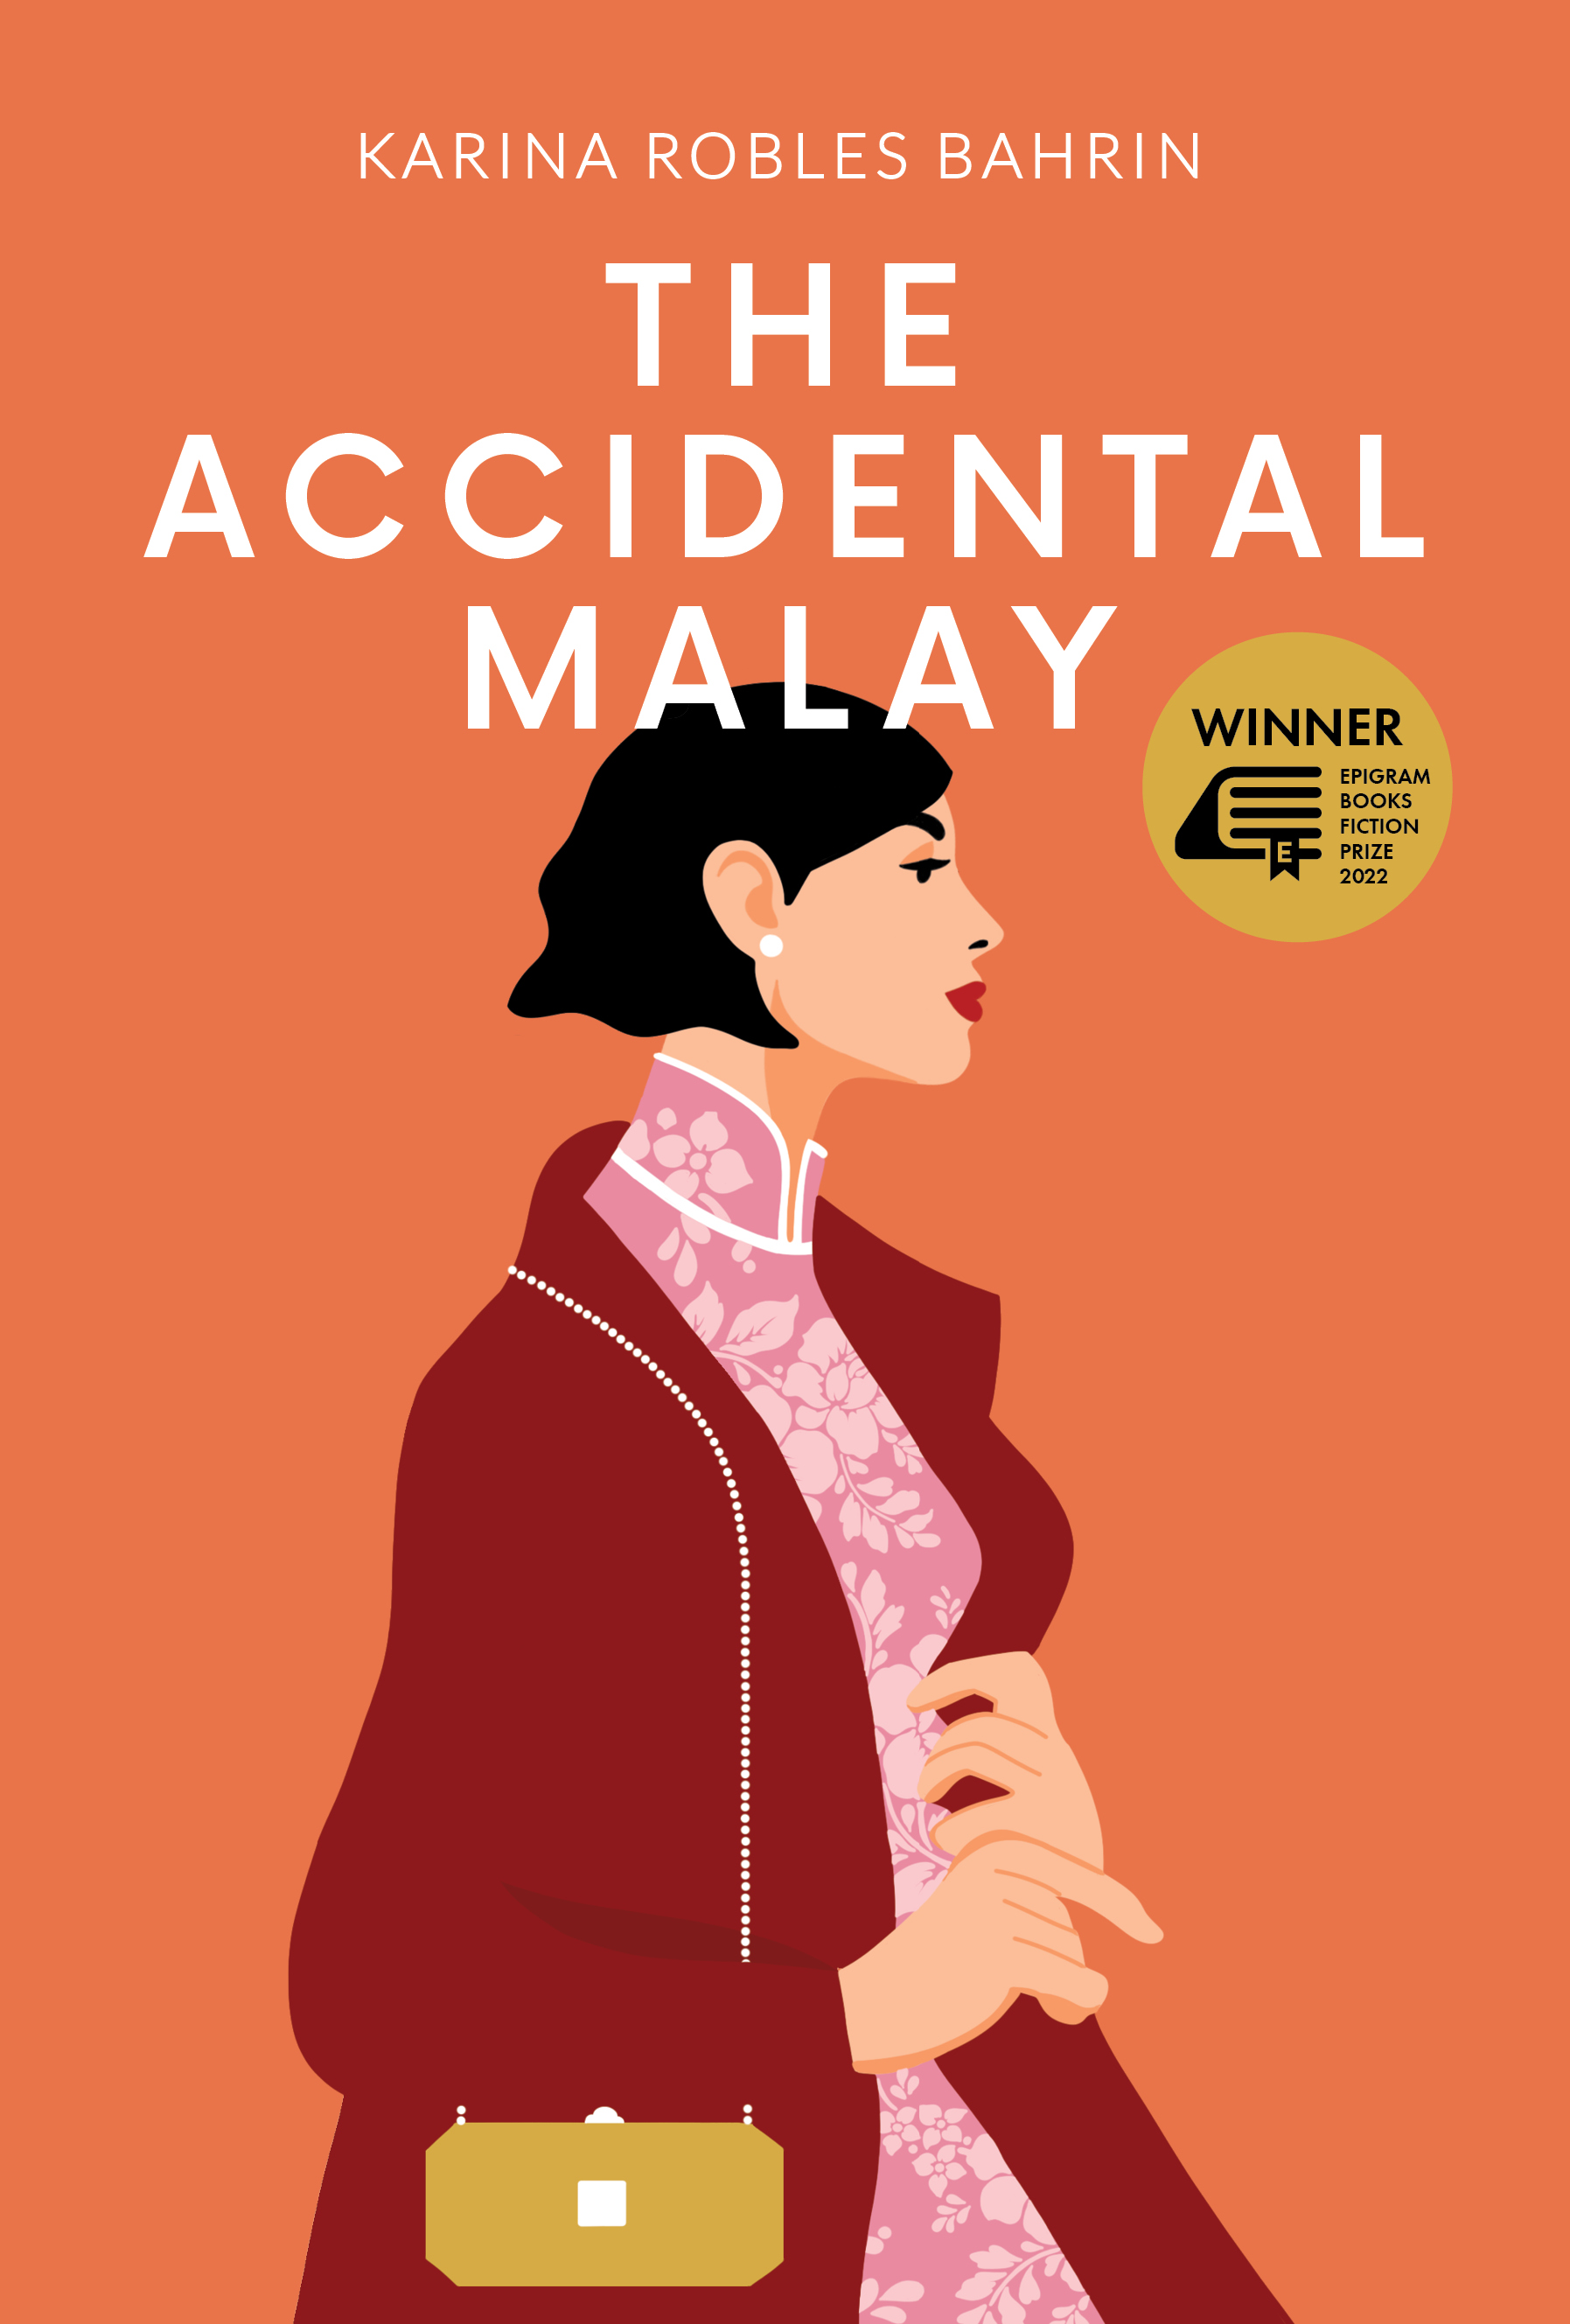 KARINA ROBLES BAHRIN
THE
ACCIDENTAL
MALAY
WINNER
EPIGRAM
BOOKS
FICTION
PRIZE
2022
E